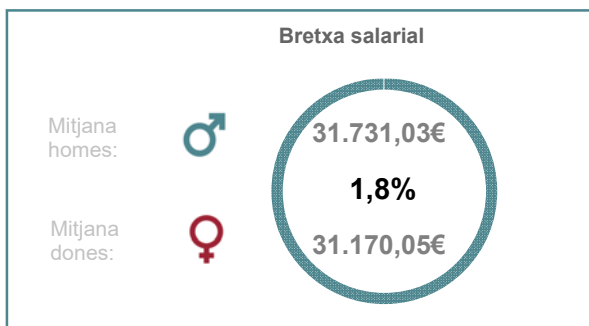 Bretxa salarial
Mitjana
homes:
31.731,03€
1,8%
Mitjana
dones:
31.170,05€